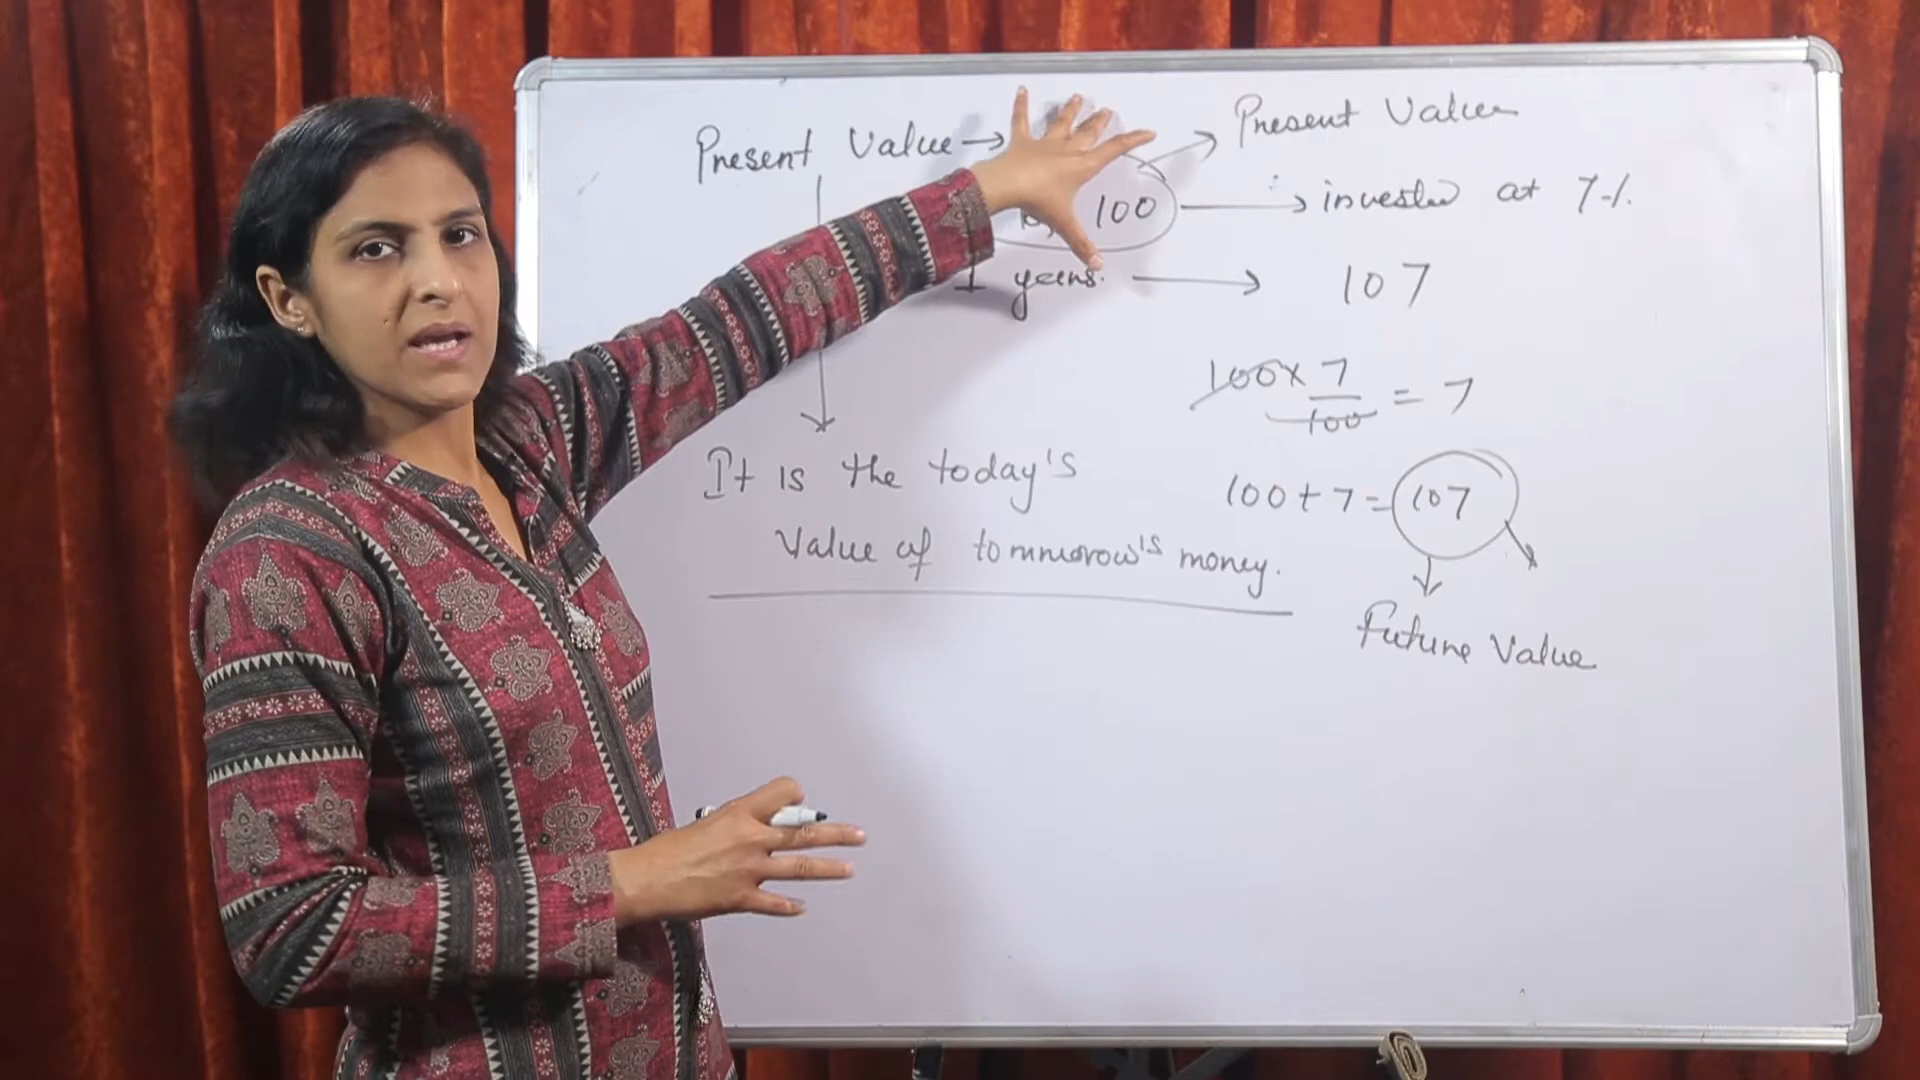 Present Value →
→ Present Value
100 → invested at 7%
1 years. → 107
100 × 7/100 = 7
It is the today's
Value of tommorow's money.
100 + 7 = 107
Future Value